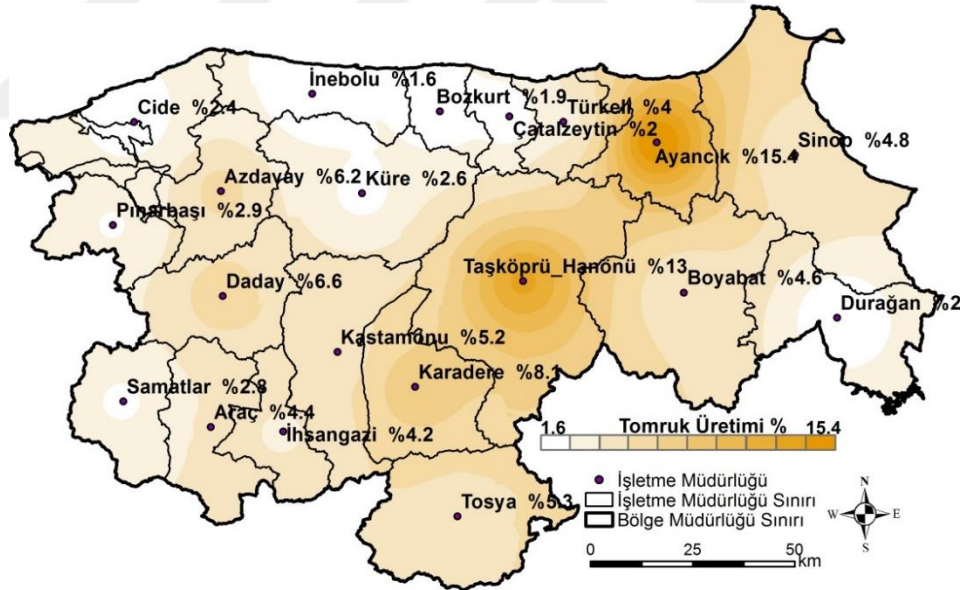 İnebolu %1.6
Cide %2.4
Bozkurt %1.9
Türkeli %4
Çatalzeytin %2
Ayancık %15.4
Sinop %4.8
Azdavay %6.2
Küre %2.6
Pınarbaşı %2.9
Taşköprü_Hanönü %13
Boyabat %4.6
Durağan %2
Daday %6.6
Kastamonu %5.2
Karadere %8.1
Samatlar %2.8
Araç %4.4
İhsangazi %4.2
Tosya %5.3
1.6 Tomruk Üretimi % 15.4
İşletme Müdürlüğü
İşletme Müdürlüğü Sınırı
Bölge Müdürlüğü Sınırı
N
W E
S
0 50
km